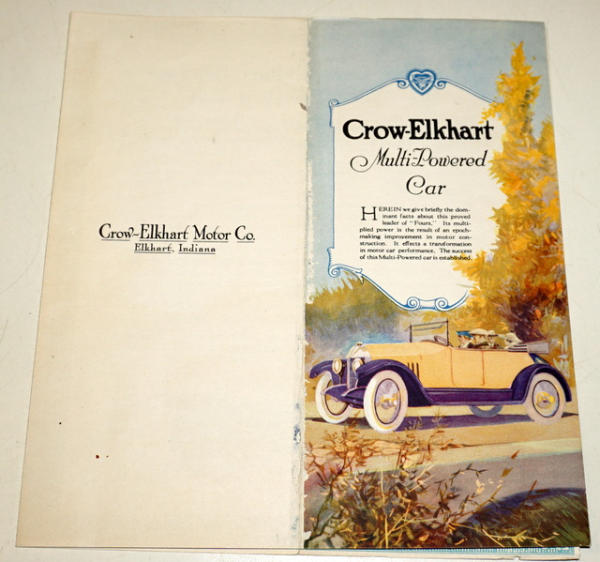 Crow-Elkhart Motor Co.
Elkhart, Indiana
Crow-Elkhart
Multi-Powered
Car
HEREIN we give briefly the dom-
inant facts about this proved
leader of "Fours." Its multi-
plied power is the result of an epoch-
making improvement in motor con-
struction. It effects a transformation
in motor car performance. The success
of this Multi-Powered car is established.